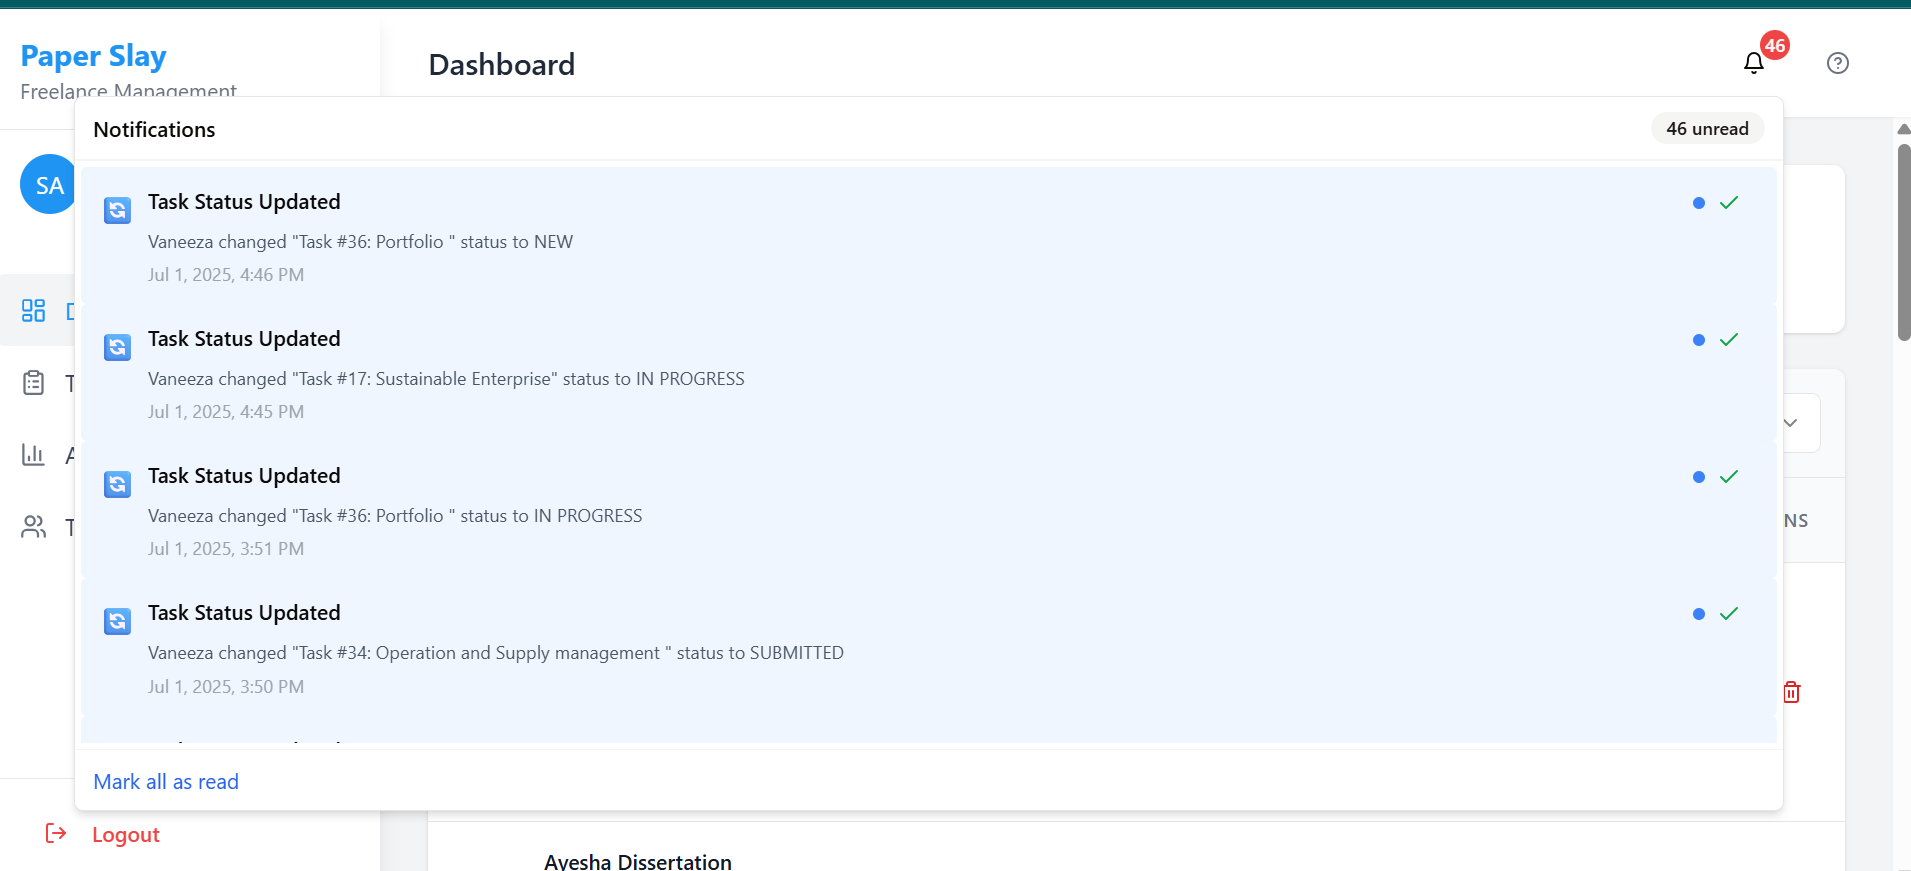 Paper Slay
Freelance Management
Dashboard
46
Notifications
46 unread
SA
Task Status Updated
Vaneeza changed "Task #36: Portfolio " status to NEW
Jul 1, 2025, 4:46 PM
Task Status Updated
Vaneeza changed "Task #17: Sustainable Enterprise" status to IN PROGRESS
Jul 1, 2025, 4:45 PM
Task Status Updated
Vaneeza changed "Task #36: Portfolio " status to IN PROGRESS
Jul 1, 2025, 3:51 PM
NS
Task Status Updated
Vaneeza changed "Task #34: Operation and Supply management " status to SUBMITTED
Jul 1, 2025, 3:50 PM
Mark all as read
Logout
Ayesha Dissertation